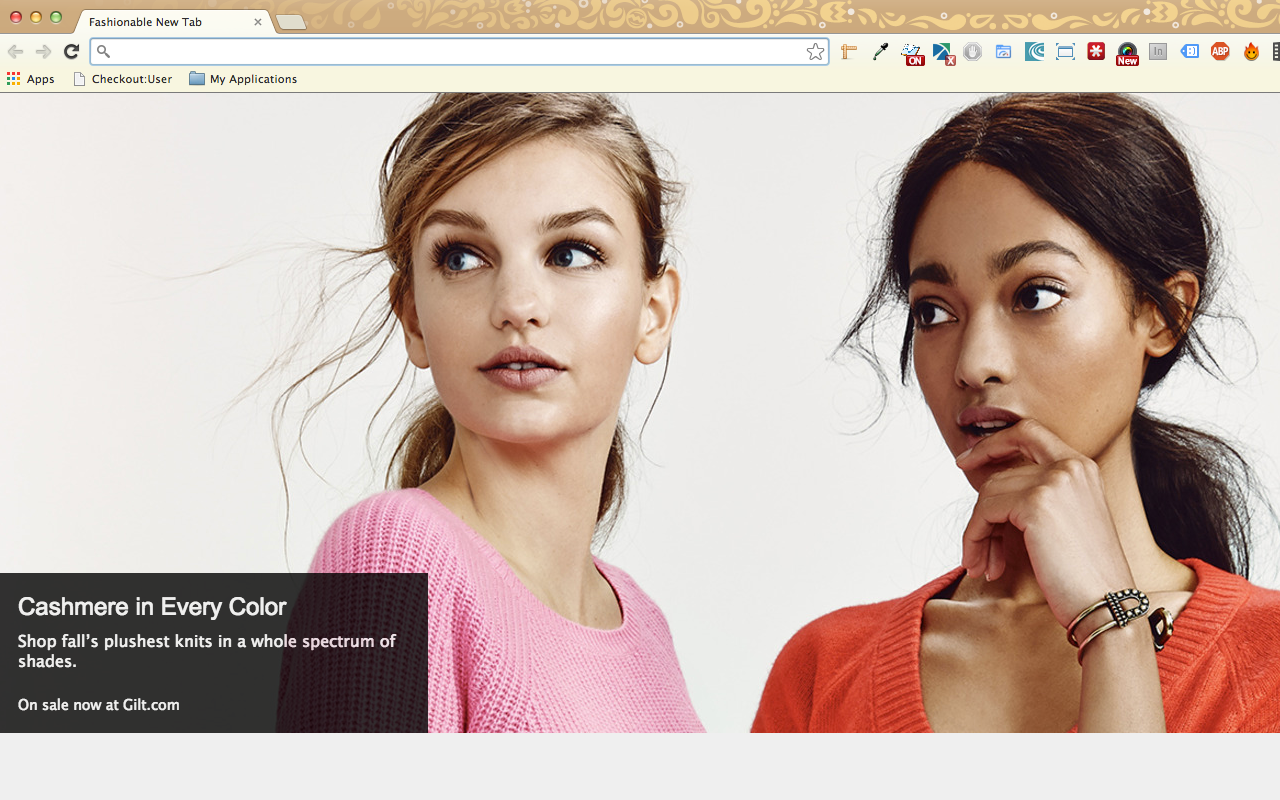 Fashionable New Tab
ON
X
New
in
ABP
Apps
Checkout:User
My Applications
Cashmere in Every Color
Shop fall’s plushest knits in a whole spectrum of
shades.
On sale now at Gilt.com